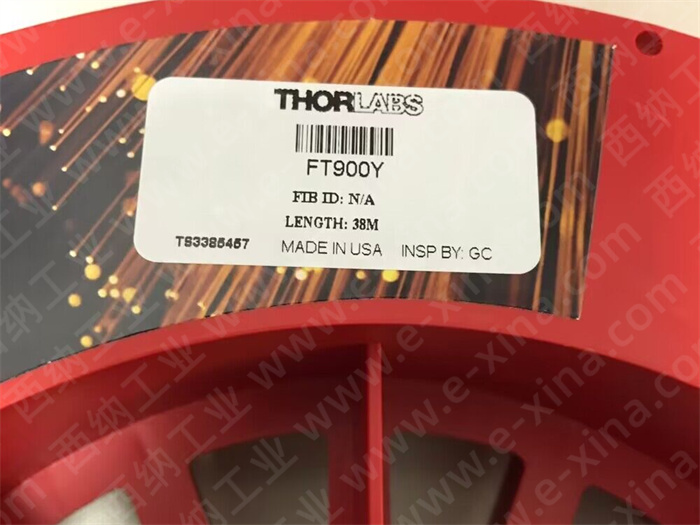 THORLABS
FT900Y
FIB ID: N/A
LENGTH: 38M
TS3385457 MADE IN USA INSP BY: GC
西纳工业 www.e-xina.com